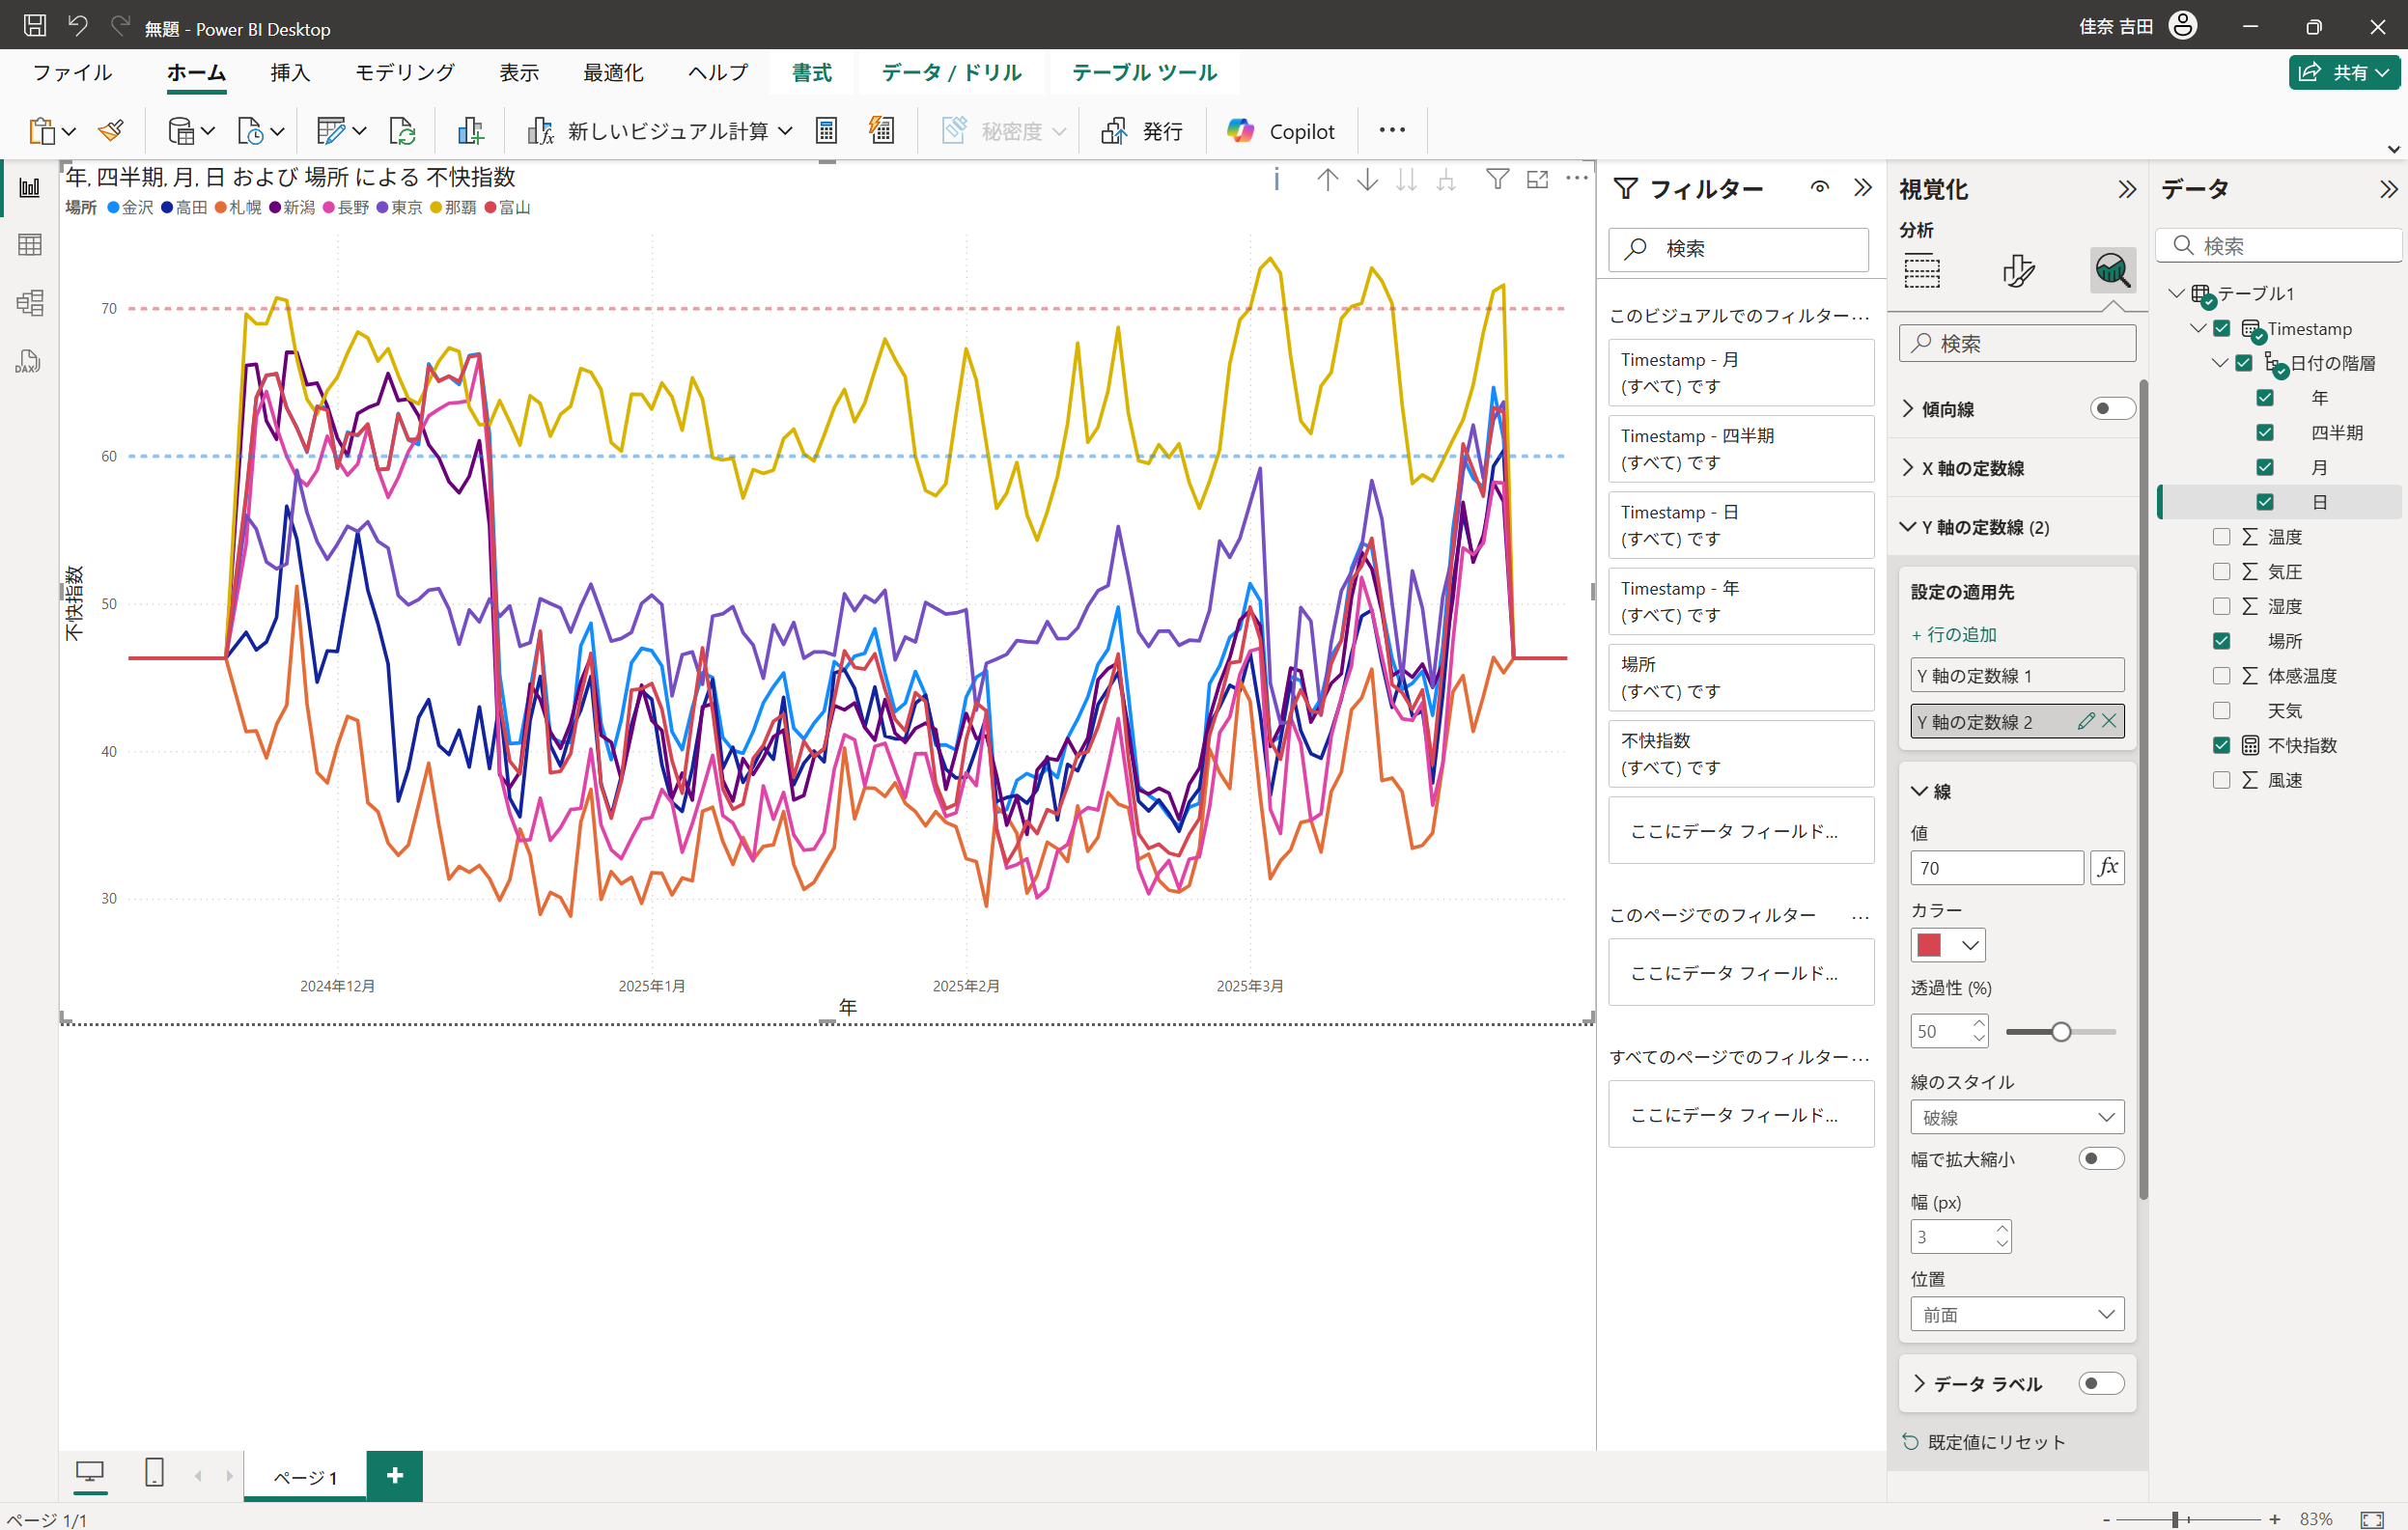 無題 - Power BI Desktop
佳奈 吉田
ファイル ホーム 挿入 モデリング 表示 最適化 ヘルプ 書式 データ / ドリル テーブル ツール
共有
新しいビジュアル計算
秘密度
発行
Copilot
年, 四半期, 月, 日 および 場所 による 不快指数
場所 金沢 高田 札幌 新潟 長野 東京 那覇 富山
70
60
50
40
30
不快指数
2024年12月 2025年1月 2025年2月 2025年3月
年
DAX
フィルター
検索
このビジュアルでのフィルター...
Timestamp - 月
(すべて) です
Timestamp - 四半期
(すべて) です
Timestamp - 日
(すべて) です
Timestamp - 年
(すべて) です
場所
(すべて) です
不快指数
(すべて) です
ここにデータ フィールド...
このページでのフィルター ...
ここにデータ フィールド...
すべてのページでのフィルター...
ここにデータ フィールド...
視覚化
分析
検索
傾向線
X 軸の定数線
Y 軸の定数線 (2)
設定の適用先
+ 行の追加
Y 軸の定数線 1
Y 軸の定数線 2
線
値
70
fx
カラー
透過性 (%)
50
線のスタイル
破線
幅で拡大縮小
幅 (px)
3
位置
前面
データ ラベル
既定値にリセット
データ
検索
テーブル1
Timestamp
日付の階層
年
四半期
月
日
温度
気圧
湿度
場所
体感温度
天気
不快指数
風速
ページ 1
ページ 1/1
- + 83%